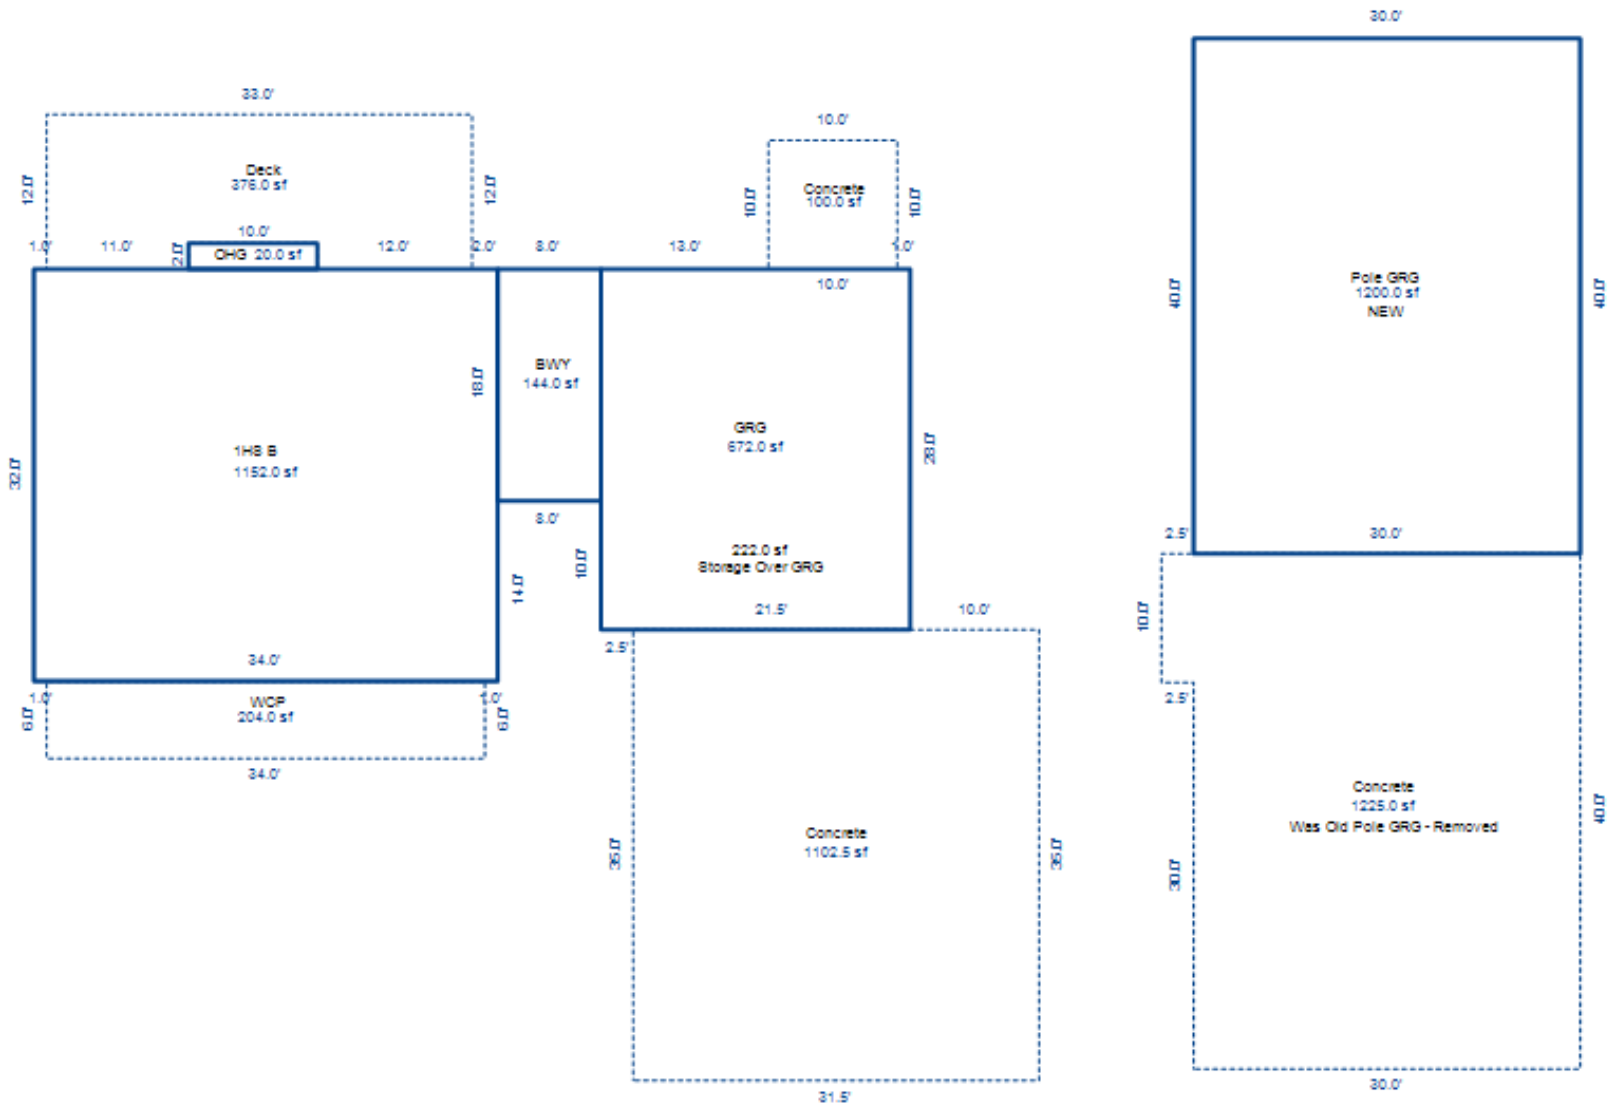 30.0'
33.0'
10.0'
Deck
376.0 sf
12.0'
12.0'
Concrete
100.0 sf
10.0'
10.0'
10.0'
1.0'
11.0'
2.0'
OHG 20.0 sf
12.0'
2.0'
8.0'
13.0'
1.0'
10.0'
40.0'
Pole GRG
1200.0 sf
NEW
40.0'
BWY
144.0 sf
18.0'
GRG
672.0 sf
28.0'
1HS B
1152.0 sf
32.0'
8.0'
10.0'
14.0'
222.0 sf
Storage Over GRG
21.5'
10.0'
2.5'
2.5'
30.0'
10.0'
2.5'
34.0'
1.0'
1.0'
6.0'
WCP
204.0 sf
6.0'
34.0'
Concrete
1102.5 sf
35.0'
35.0'
31.5'
Concrete
1225.0 sf
Was Old Pole GRG - Removed
30.0'
40.0'
30.0'